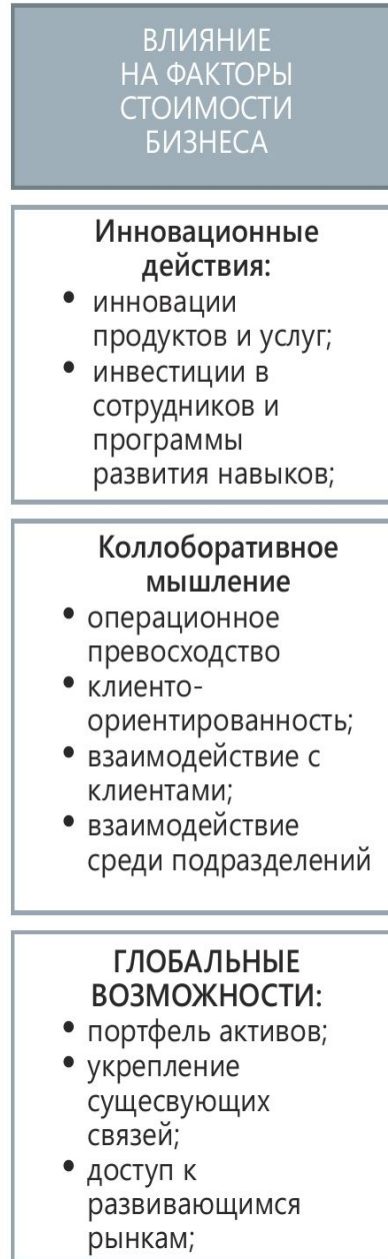 ВЛИЯНИЕ
НА ФАКТОРЫ
СТОИМОСТИ
БИЗНЕСА
Инновационные
действия:
• инновации
продуктов и услуг;
• инвестиции в
сотрудников и
программы
развития навыков;
Коллоборативное
мышление
• операционное
превосходство
• клиенто-
ориентированность;
• взаимодействие с
клиентами;
• взаимодействие
среди подразделений
ГЛОБАЛЬНЫЕ
ВОЗМОЖНОСТИ:
• портфель активов;
• укрепление
сущесвующих
связей;
• доступ к
развивающимся
рынкам;